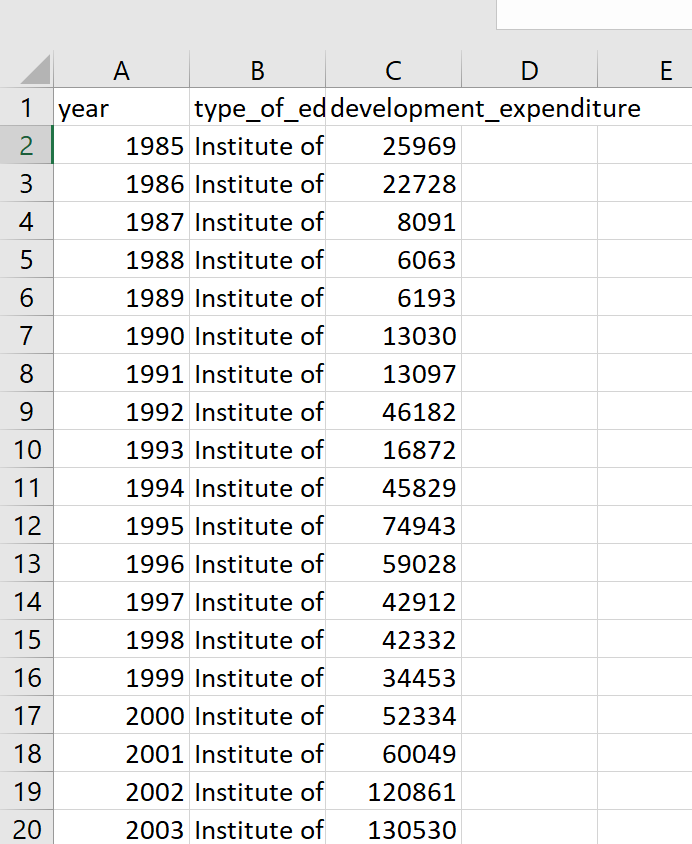 A B C D E
1 year type_of_ed development_expenditure
2 1985 Institute of 25969
3 1986 Institute of 22728
4 1987 Institute of 8091
5 1988 Institute of 6063
6 1989 Institute of 6193
7 1990 Institute of 13030
8 1991 Institute of 13097
9 1992 Institute of 46182
10 1993 Institute of 16872
11 1994 Institute of 45829
12 1995 Institute of 74943
13 1996 Institute of 59028
14 1997 Institute of 42912
15 1998 Institute of 42332
16 1999 Institute of 34453
17 2000 Institute of 52334
18 2001 Institute of 60049
19 2002 Institute of 120861
20 2003 Institute of 130530